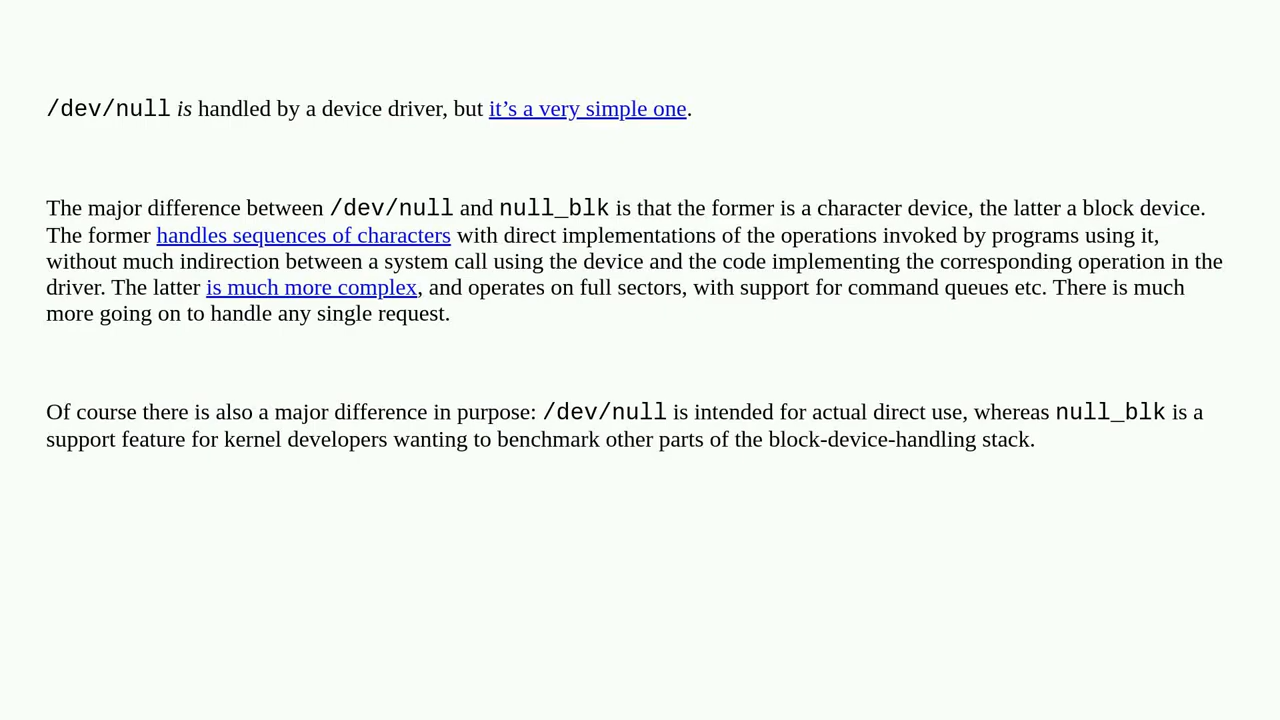 /dev/null is handled by a device driver, but it’s a very simple one.
The major difference between /dev/null and null_blk is that the former is a character device, the latter a block device.
The former handles sequences of characters with direct implementations of the operations invoked by programs using it,
without much indirection between a system call using the device and the code implementing the corresponding operation in the
driver. The latter is much more complex, and operates on full sectors, with support for command queues etc. There is much
more going on to handle any single request.
Of course there is also a major difference in purpose: /dev/null is intended for actual direct use, whereas null_blk is a
support feature for kernel developers wanting to benchmark other parts of the block-device-handling stack.